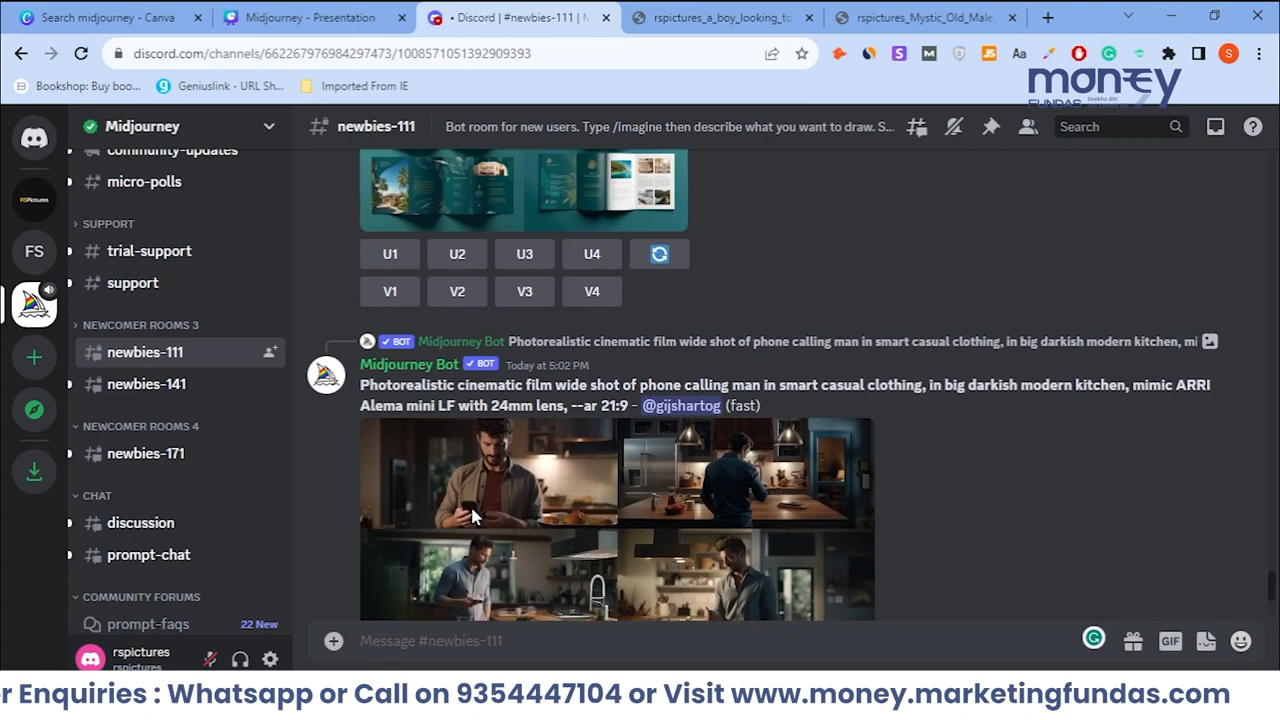 Search midjourney - Canva
Midjourney - Presentation
• Discord | #newbies-111 | M
rspictures_a_boy_looking_to
rspictures_Mystic_Old_Male_
discord.com/channels/662267976984297473/1008571051392909393
Aa
S
Bookshop: Buy boo...
Geniuslink - URL Sh...
Imported From IE
money
FUNDAS
Seekho Bhi
Midjourney
newbies-111
Bot room for new users. Type /imagine then describe what you want to draw. S...
Search
community-updates
micro-polls
SUPPORT
trial-support
support
NEWCOMER ROOMS 3
newbies-111
newbies-141
NEWCOMER ROOMS 4
newbies-171
CHAT
discussion
prompt-chat
COMMUNITY FORUMS
prompt-faqs
22 New
rspictures
rspictures
RSPictures
FS
U1 U2 U3 U4
V1 V2 V3 V4
BOT Midjourney Bot Photorealistic cinematic film wide shot of phone calling man in smart casual clothing, in big darkish modern kitchen, mi
Midjourney Bot BOT Today at 5:02 PM
Photorealistic cinematic film wide shot of phone calling man in smart casual clothing, in big darkish modern kitchen, mimic ARRI
Alema mini LF with 24mm lens, --ar 21:9 - @gijshartog (fast)
Message #newbies-111
GIF
r Enquiries : Whatsapp or Call on 9354447104 or Visit www.money.marketingfundas.com